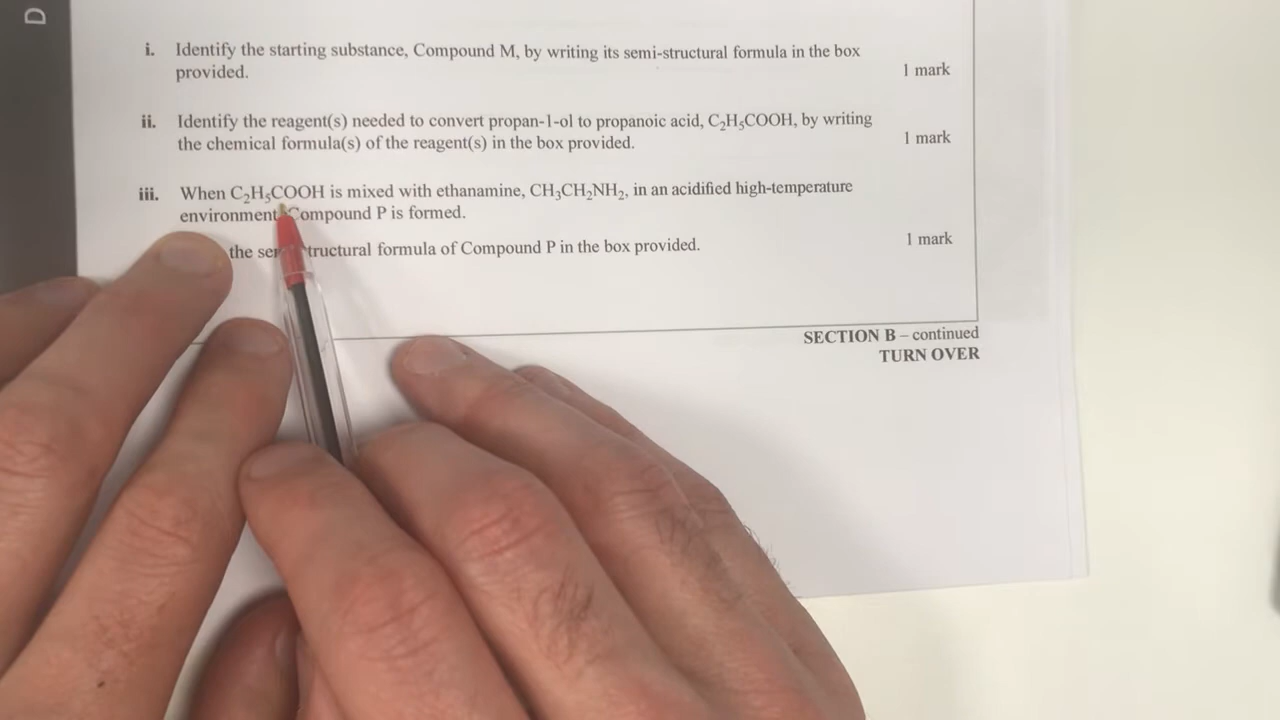 D
i. Identify the starting substance, Compound M, by writing its semi-structural formula in the box
provided.
1 mark
ii. Identify the reagent(s) needed to convert propan-1-ol to propanoic acid, C₂H₅COOH, by writing
the chemical formula(s) of the reagent(s) in the box provided.
1 mark
iii. When C₂H₅COOH is mixed with ethanamine, CH₃CH₂NH₂, in an acidified high-temperature
environment Compound P is formed.
the structural formula of Compound P in the box provided.
1 mark
SECTION B – continued
TURN OVER